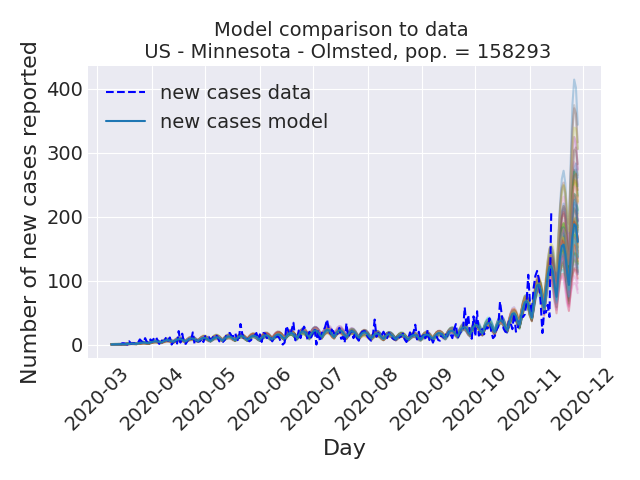 Model comparison to data
US - Minnesota - Olmsted, pop. = 158293
Number of new cases reported
400
300
200
100
0
new cases data
new cases model
2020-03
2020-04
2020-05
2020-06
2020-07
2020-08
2020-09
2020-10
2020-11
2020-12
Day